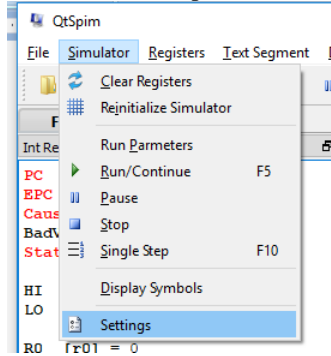 QtSpim
File Simulator Registers Text Segment
Clear Registers
Reinitialize Simulator
Int Re
Run Parmeters
PC
Run/Continue F5
EPC
Pause
Caus
Stop
BadV
Stat
Single Step F10
HI
Display Symbols
LO
Settings
R0 [r0] = 0